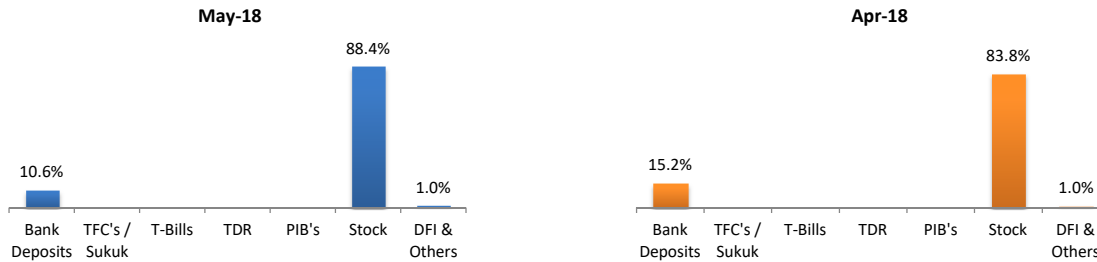 May-18
88.4%
10.6%
1.0%
Bank Deposits
TFC's / Sukuk
T-Bills
TDR
PIB's
Stock
DFI & Others
Apr-18
83.8%
15.2%
1.0%
Bank Deposits
TFC's / Sukuk
T-Bills
TDR
PIB's
Stock
DFI & Others